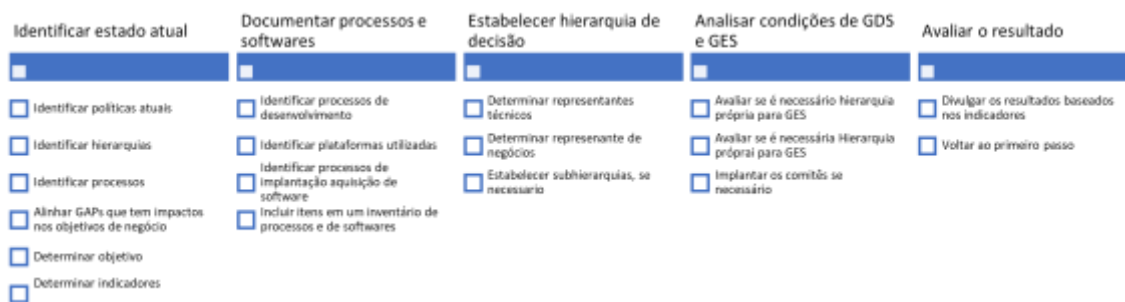 Identificar estado atual
Identificar políticas atuais
Identificar hierarquias
Identificar processos
Alinhar GAPs que tem impactos
nos objetivos de negócio
Determinar objetivo
Determinar indicadores
Documentar processos e
softwares
Identificar processos de
desenvolvimento
Identificar plataformas utilizadas
Identificar processos de
implantação aquisição de
software
Incluir itens em um inventário de
processos e de softwares
Estabelecer hierarquia de
decisão
Determinar representantes
técnicos
Determinar represenante de
negócios
Estabelecer subhierarquias, se
necessario
Analisar condições de GDS
e GES
Avaliar se é necessário hierarquia
própria para GES
Avaliar se é necessária Hierarquia
próprai para GES
Implantar os comitês se
necessário
Avaliar o resultado
Divulgar os resultados baseados
nos indicadores
Voltar ao primeiro passo